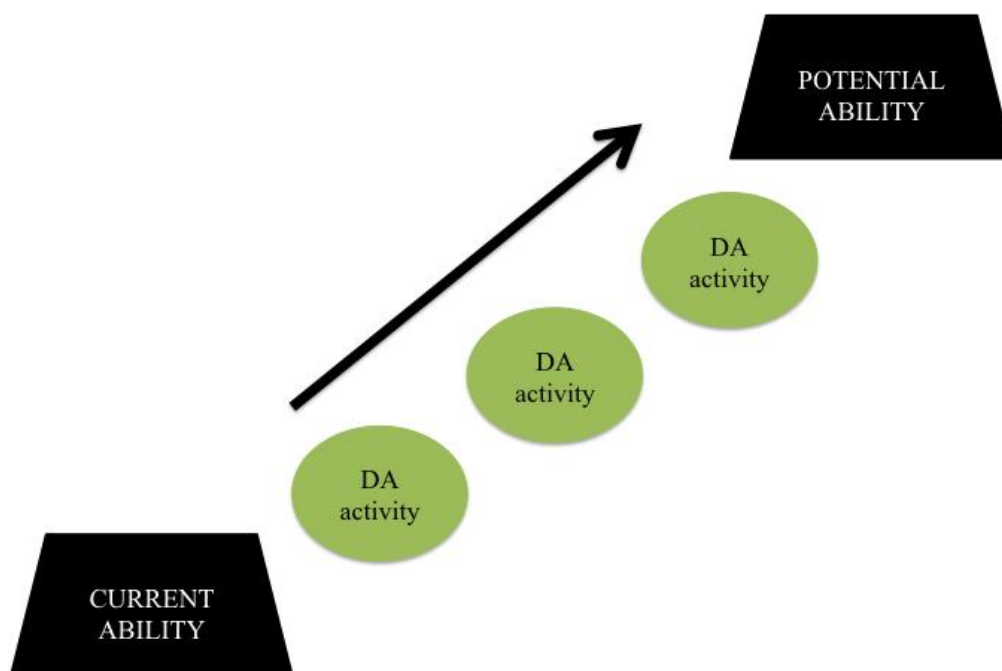 POTENTIAL
ABILITY
DA
activity
DA
activity
DA
activity
CURRENT
ABILITY